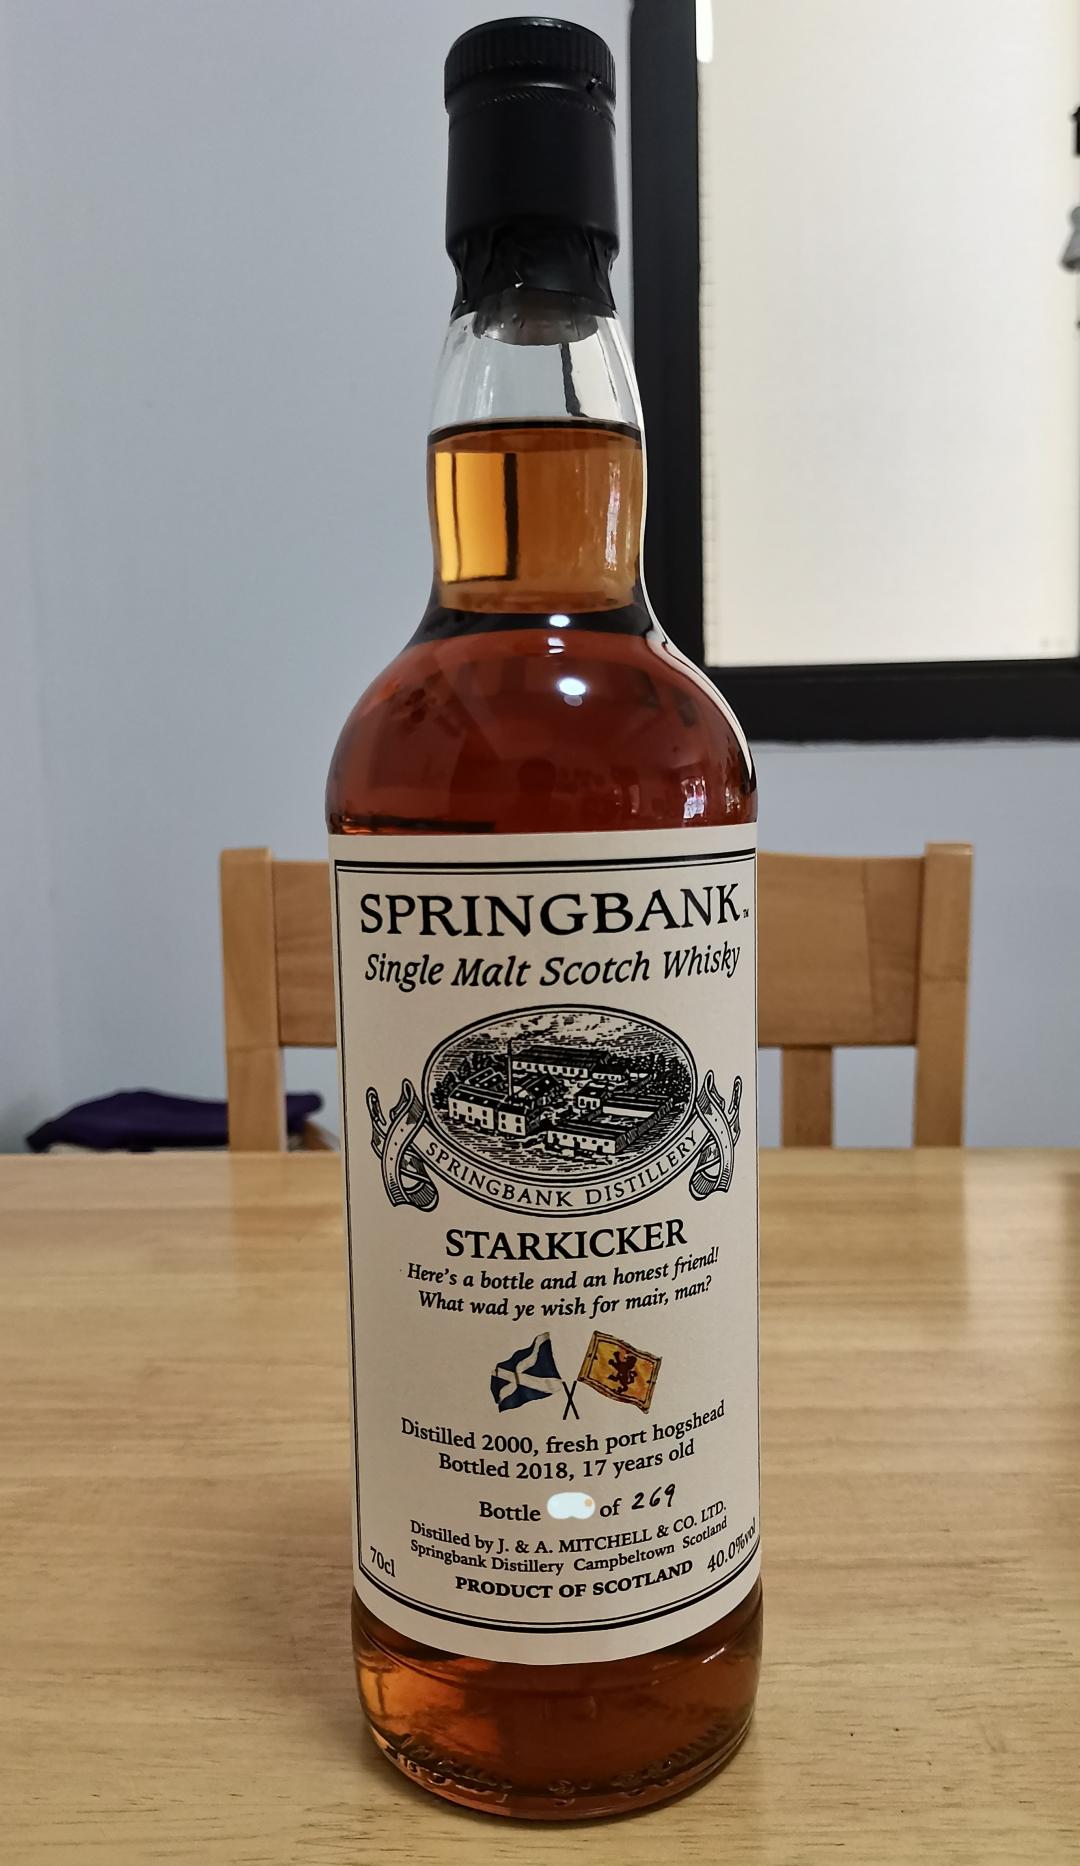 SPRINGBANK™
Single Malt Scotch Whisky
SPRINGBANK DISTILLERY
STARKICKER
Here's a bottle and an honest friend!
What wad ye wish for mair, man?
Distilled 2000, fresh port hogshead
Bottled 2018, 17 years old
Bottle of 269
Distilled by J. & A. MITCHELL & CO. LTD.
Springbank Distillery Campbeltown Scotland
70cl PRODUCT OF SCOTLAND 40.0%vol